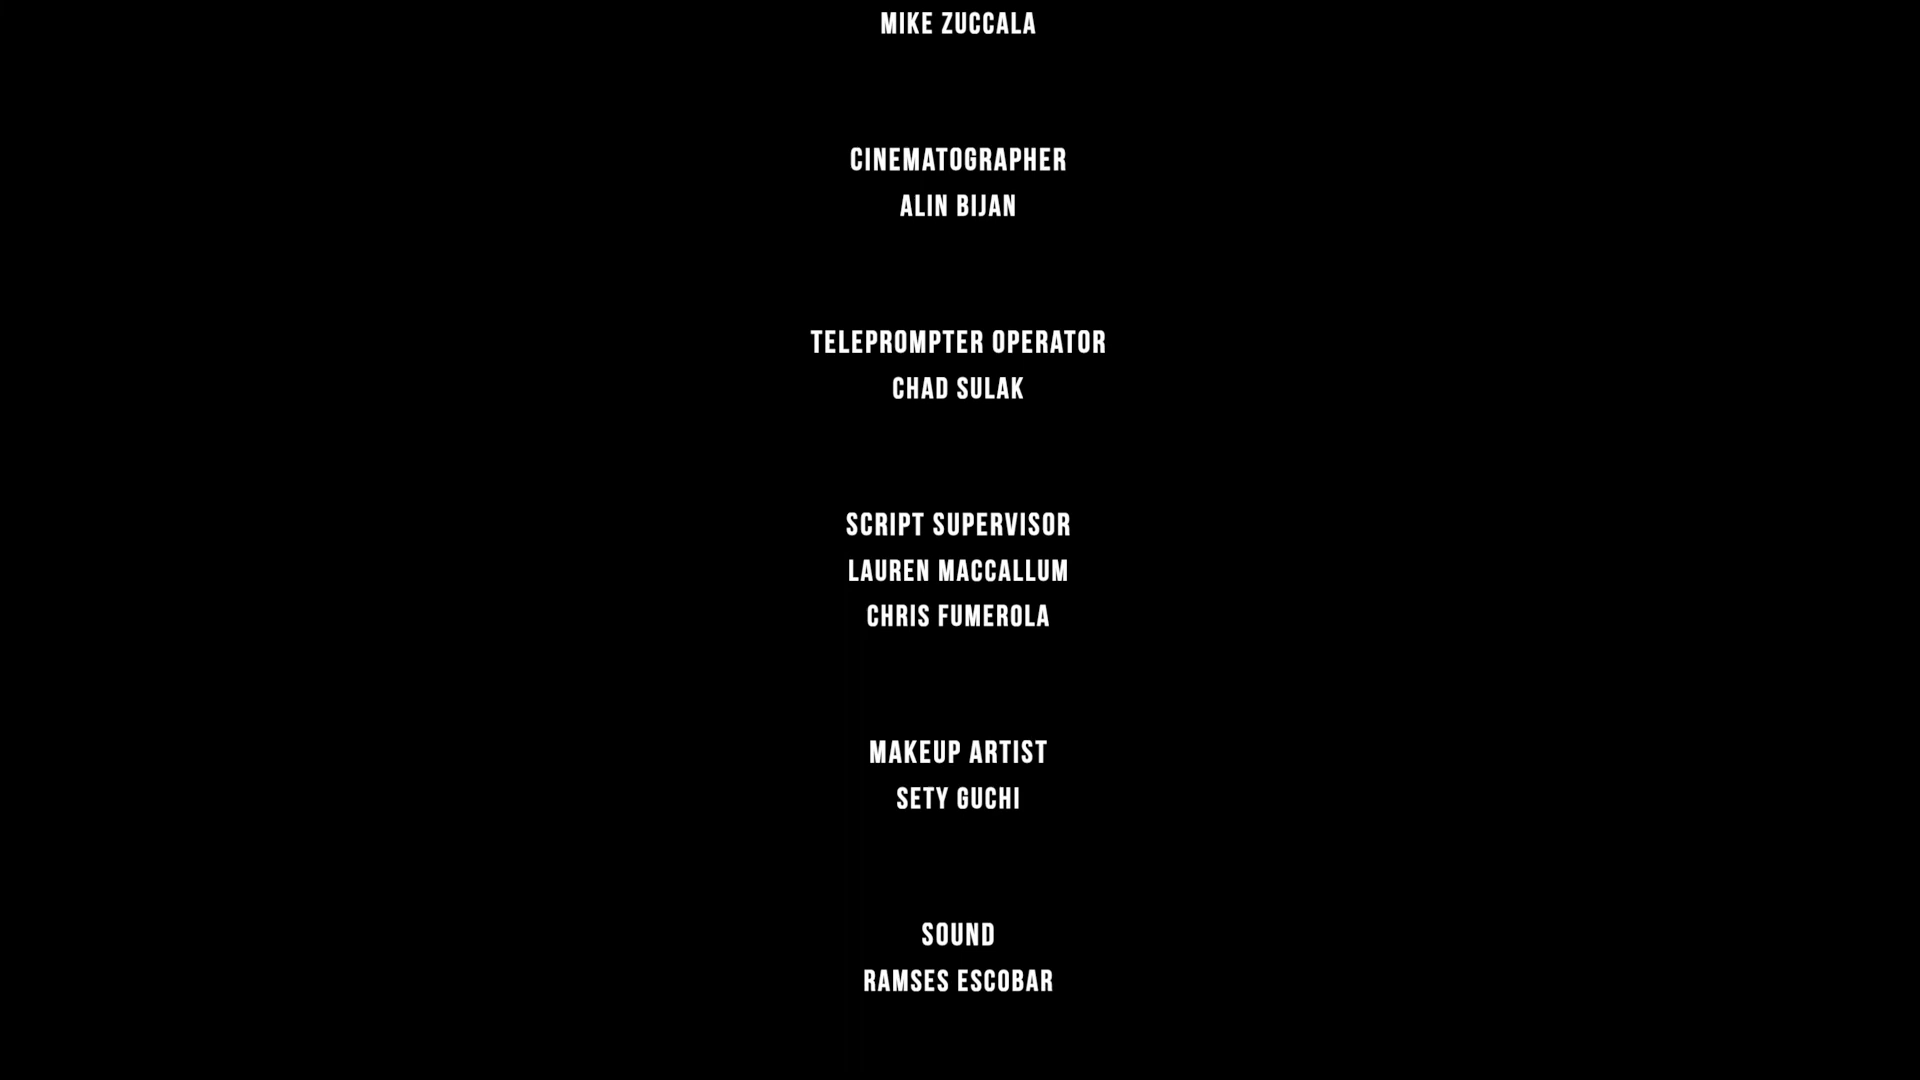 MIKE ZUCCALA
CINEMATOGRAPHER
ALIN BIJAN
TELEPROMPTER OPERATOR
CHAD SULAK
SCRIPT SUPERVISOR
LAUREN MACCALLUM
CHRIS FUMEROLA
MAKEUP ARTIST
SETY GUCHI
SOUND
RAMSES ESCOBAR